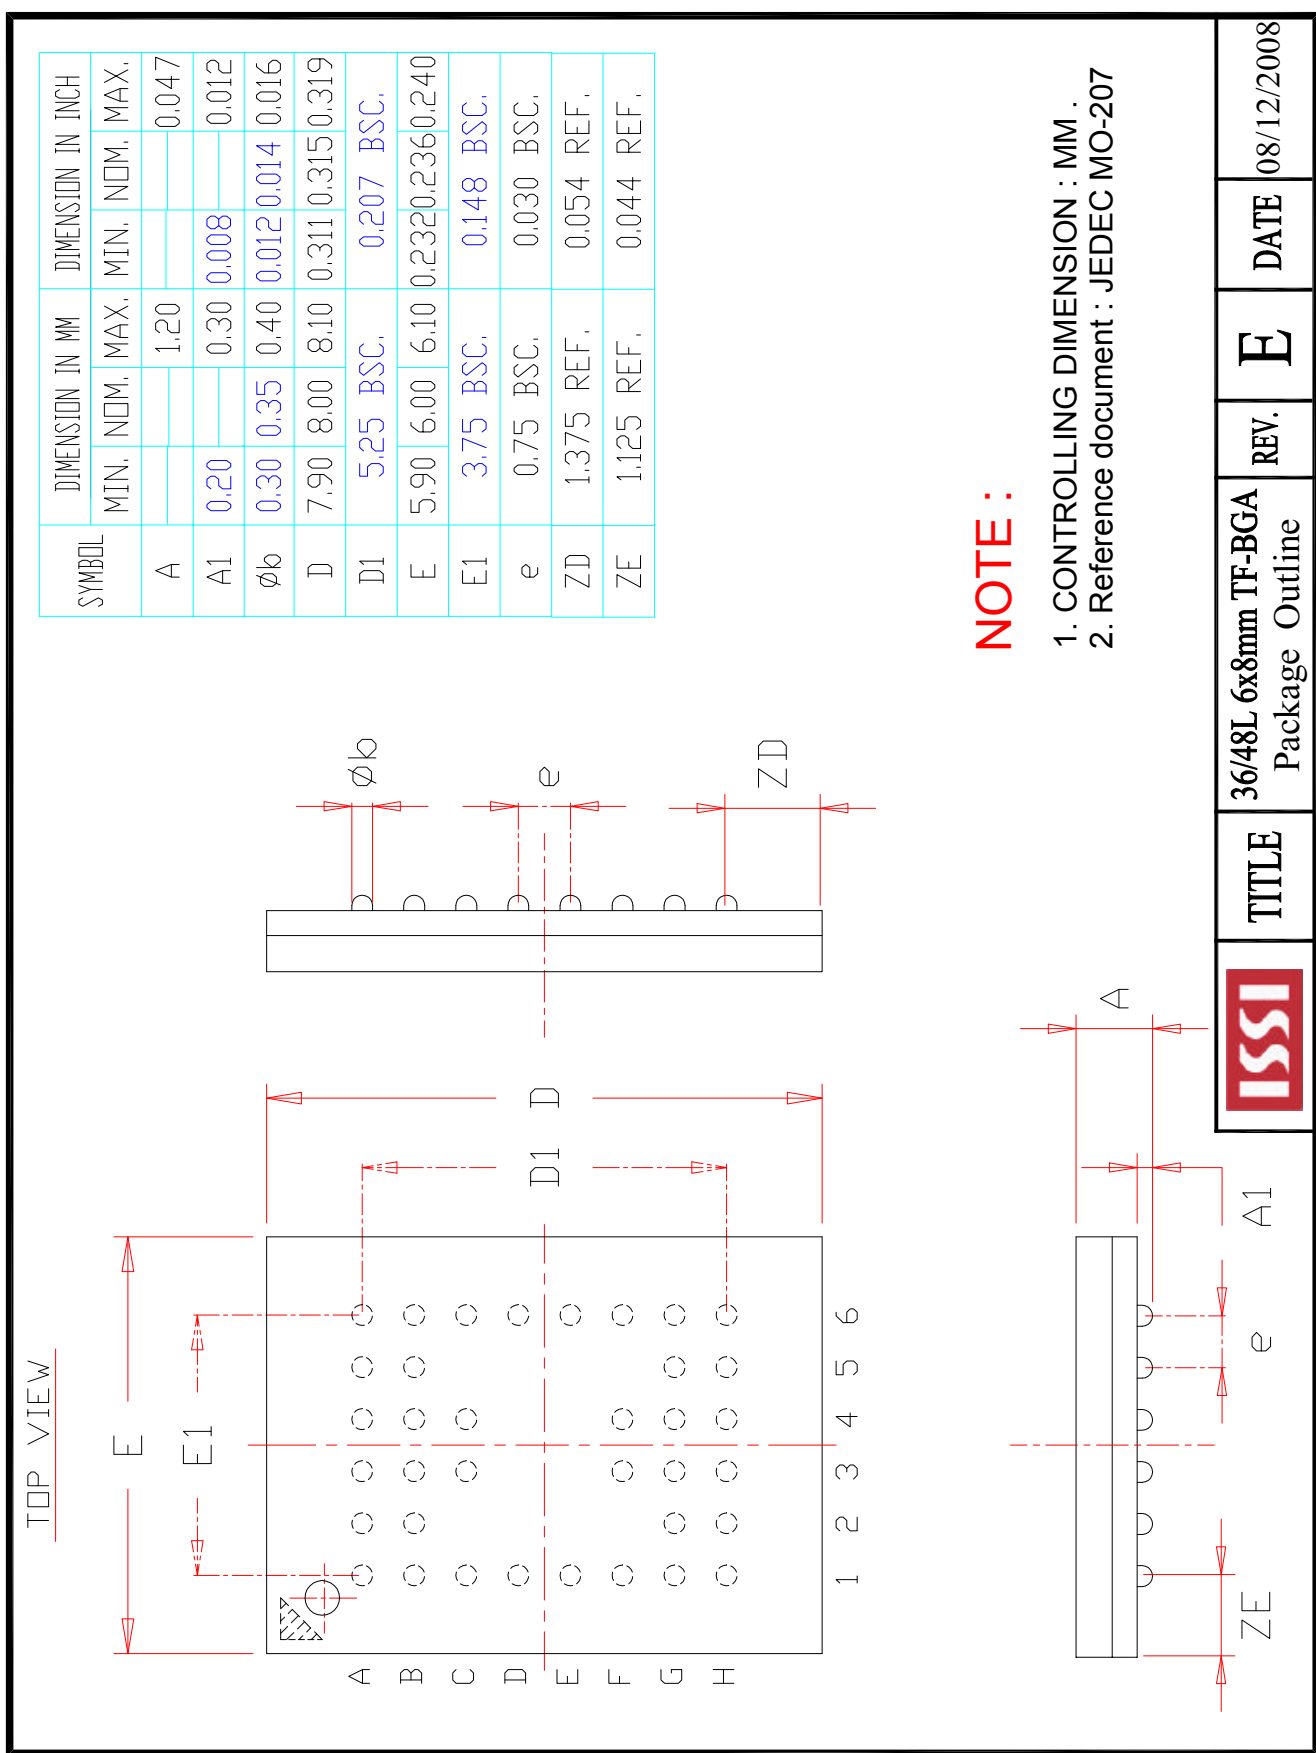 TOP VIEW
E
E1
A
B
C
D
E
F
G
H
1 2 3 4 5 6
D1
D
Øb
e
ZD
ZE
e
A1
A
SYMBOL DIMENSION IN MM DIMENSION IN INCH
MIN. NOM. MAX. MIN. NOM. MAX.
A 1.20 0.047
A1 0.20 0.30 0.008 0.012
Øb 0.30 0.35 0.40 0.012 0.014 0.016
D 7.90 8.00 8.10 0.311 0.315 0.319
D1 5.25 BSC. 0.207 BSC.
E 5.90 6.00 6.10 0.232 0.236 0.240
E1 3.75 BSC. 0.148 BSC.
e 0.75 BSC. 0.030 BSC.
ZD 1.375 REF. 0.054 REF.
ZE 1.125 REF. 0.044 REF.
NOTE :
1. CONTROLLING DIMENSION : MM .
2. Reference document : JEDEC MO-207
ISSI TITLE 36/48L 6x8mm TF-BGA REV. E DATE 08/12/2008
Package Outline